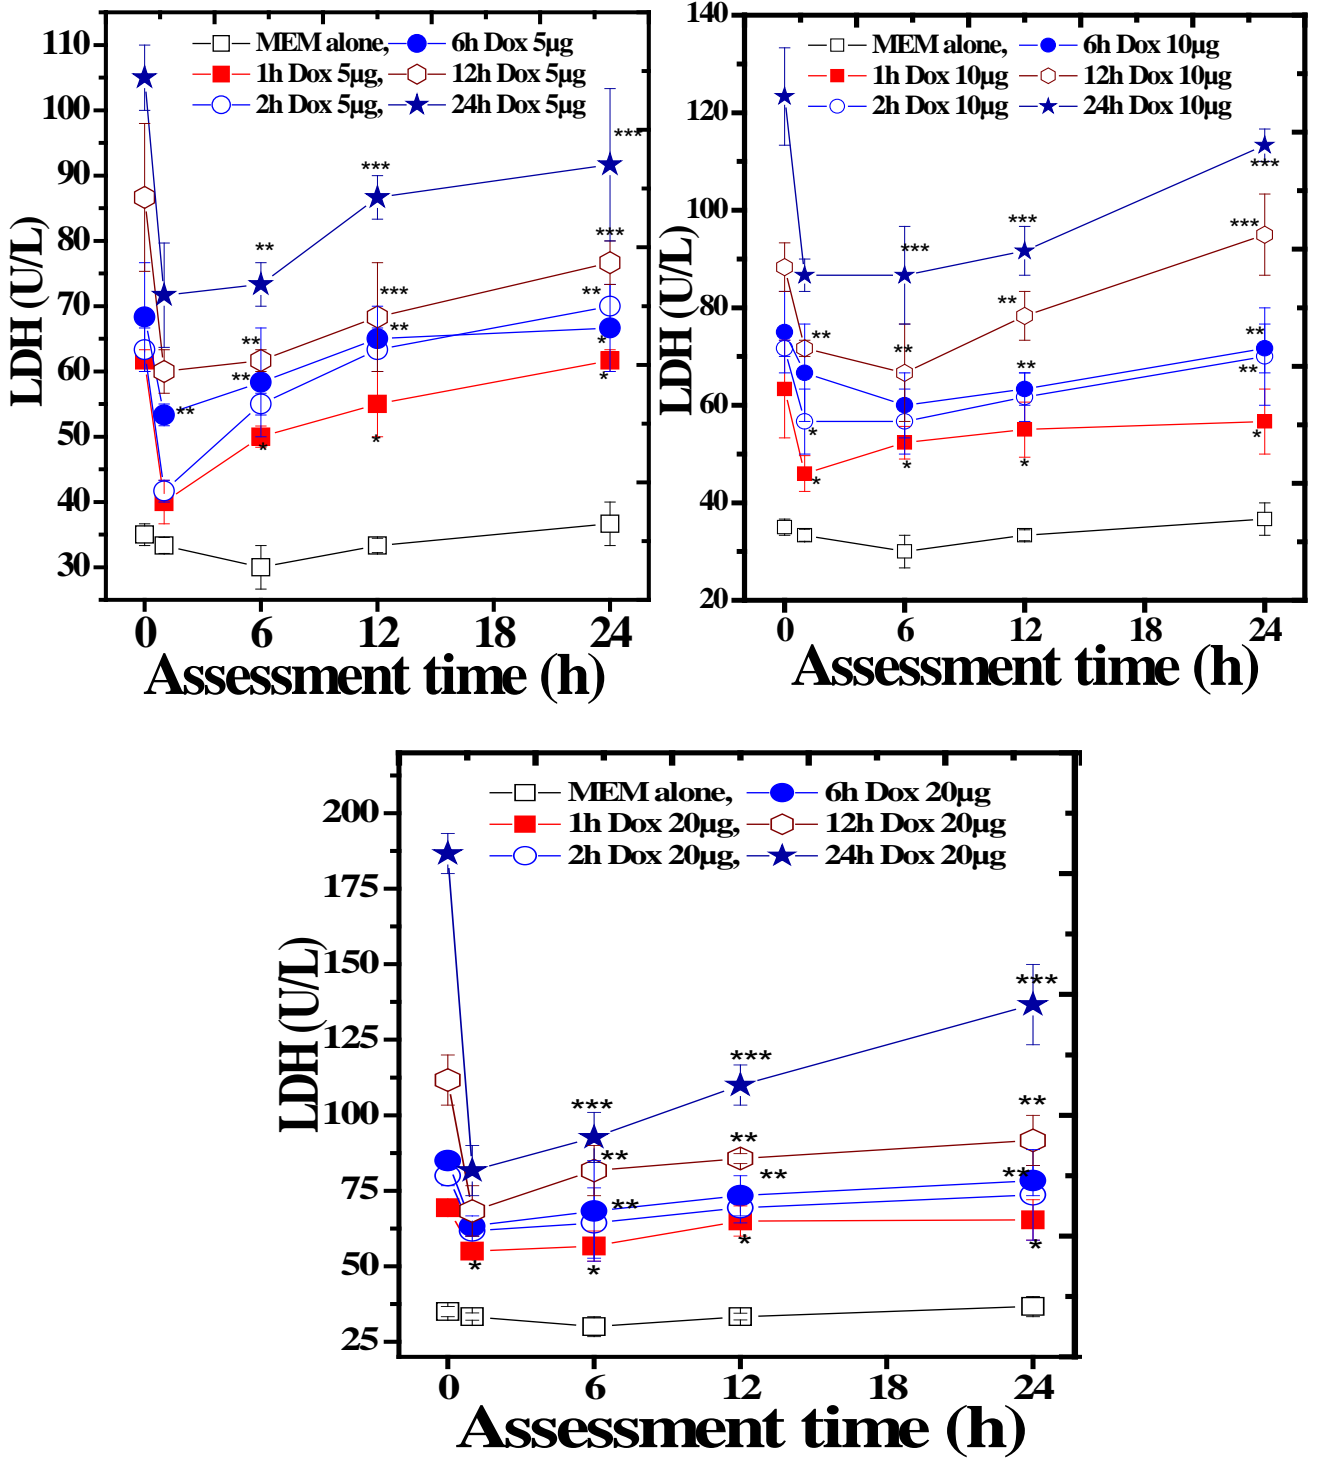 MEM alone, 6h Dox 5µg
1h Dox 5µg, 12h Dox 5µg
2h Dox 5µg, 24h Dox 5µg
LDH (U/L)
110
100
90
80
70
60
50
40
30
*** *** ** *** *** ** ** ** ** ** * * * *
0 6 12 18 24
Assessment time (h)
MEM alone, 6h Dox 10µg
1h Dox 10µg 12h Dox 10µg
2h Dox 10µg 24h Dox 10µg
LDH (U/L)
140
120
100
80
60
40
20
*** *** *** *** ** ** ** ** ** ** * * * * *
0 6 12 18 24
Assessment time (h)
MEM alone, 6h Dox 20µg
1h Dox 20µg, 12h Dox 20µg
2h Dox 20µg, 24h Dox 20µg
LDH (U/L)
200
175
150
125
100
75
50
25
*** *** *** ** ** ** ** ** ** * * * *
0 6 12 18 24
Assessment time (h)